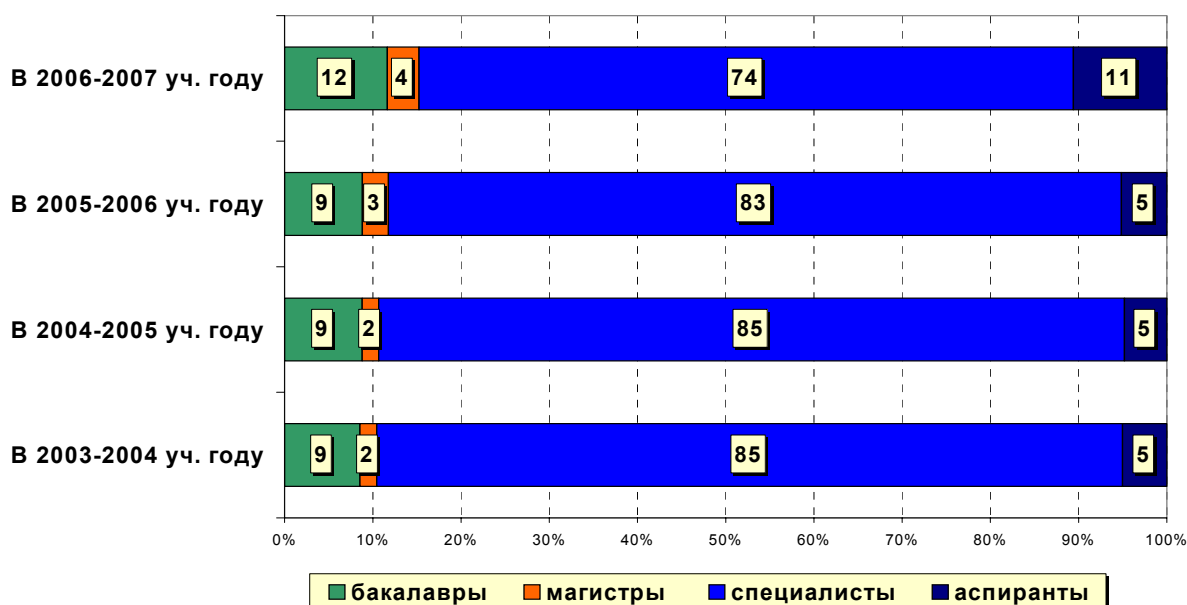 В 2006-2007 уч. году 12 4 74 11
В 2005-2006 уч. году 9 3 83 5
В 2004-2005 уч. году 9 2 85 5
В 2003-2004 уч. году 9 2 85 5
0% 10% 20% 30% 40% 50% 60% 70% 80% 90% 100%
бакалавры магистры специалисты аспиранты